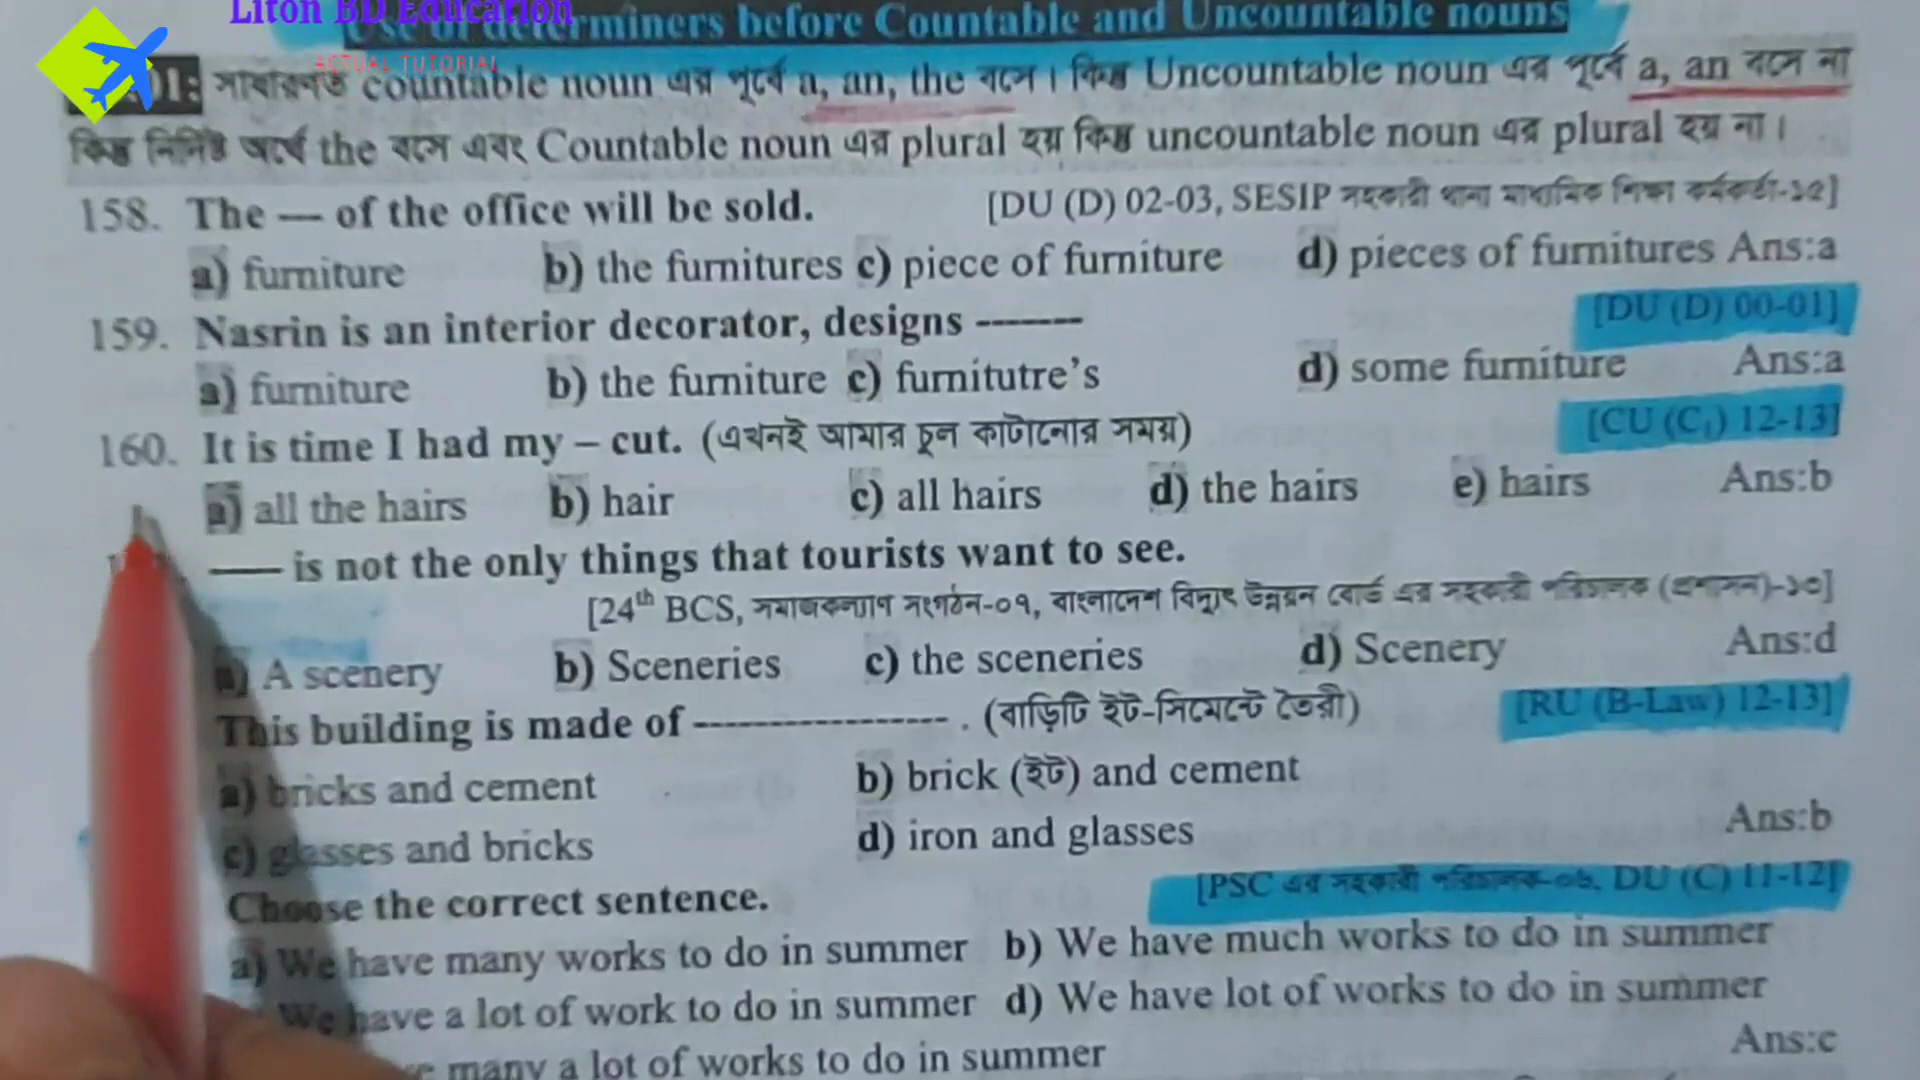 Liton BD Education
ACTUAL TUTORIAL
Use of determiners before Countable and Uncountable nouns
01: সাধারণত countable noun এর পূর্বে a, an, the বসে। কিন্তু Uncountable noun এর পূর্বে a, an বসে না
কিন্তু নির্দিষ্ট অর্থে the বসে এবং Countable noun এর plural হয় কিন্তু uncountable noun এর plural হয় না।
158. The — of the office will be sold. [DU (D) 02-03, SESIP সহকারী থানা মাধ্যমিক শিক্ষা কর্মকর্তা-১৫]
a) furniture b) the furnitures c) piece of furniture d) pieces of furnitures Ans:a
159. Nasrin is an interior decorator, designs ------- [DU (D) 00-01]
a) furniture b) the furniture c) furnitutre's d) some furniture Ans:a
160. It is time I had my – cut. (এখনই আমার চুল কাটানোর সময়) [CU (C₁) 12-13]
a) all the hairs b) hair c) all hairs d) the hairs e) hairs Ans:b
—— is not the only things that tourists want to see.
[24th BCS, সমাজকল্যাণ সংগঠন-০৭, বাংলাদেশ বিদ্যুৎ উন্নয়ন বোর্ড এর সহকারী পরিচালক (প্রশাসন)-১০]
a) A scenery b) Sceneries c) the sceneries d) Scenery Ans:d
This building is made of ----------------- . (বাড়িটি ইট-সিমেন্টে তৈরী) [RU (B-Law) 12-13]
a) bricks and cement b) brick (ইট) and cement
c) glasses and bricks d) iron and glasses Ans:b
Choose the correct sentence. [PSC এর সহকারী পরিচালক-০৬, DU (C) 11-12]
a) We have many works to do in summer b) We have much works to do in summer
We have a lot of work to do in summer d) We have lot of works to do in summer
many a lot of works to do in summer Ans:c